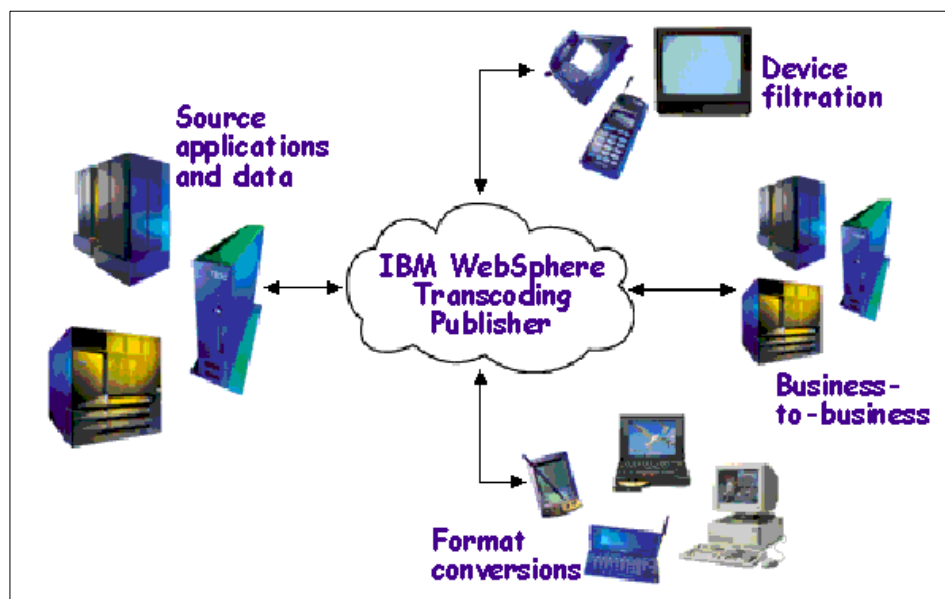 Device
filtration
Source
applications
and data
IBM WebSphere
Transcoding
Publisher
Business-
to-business
Format
conversions